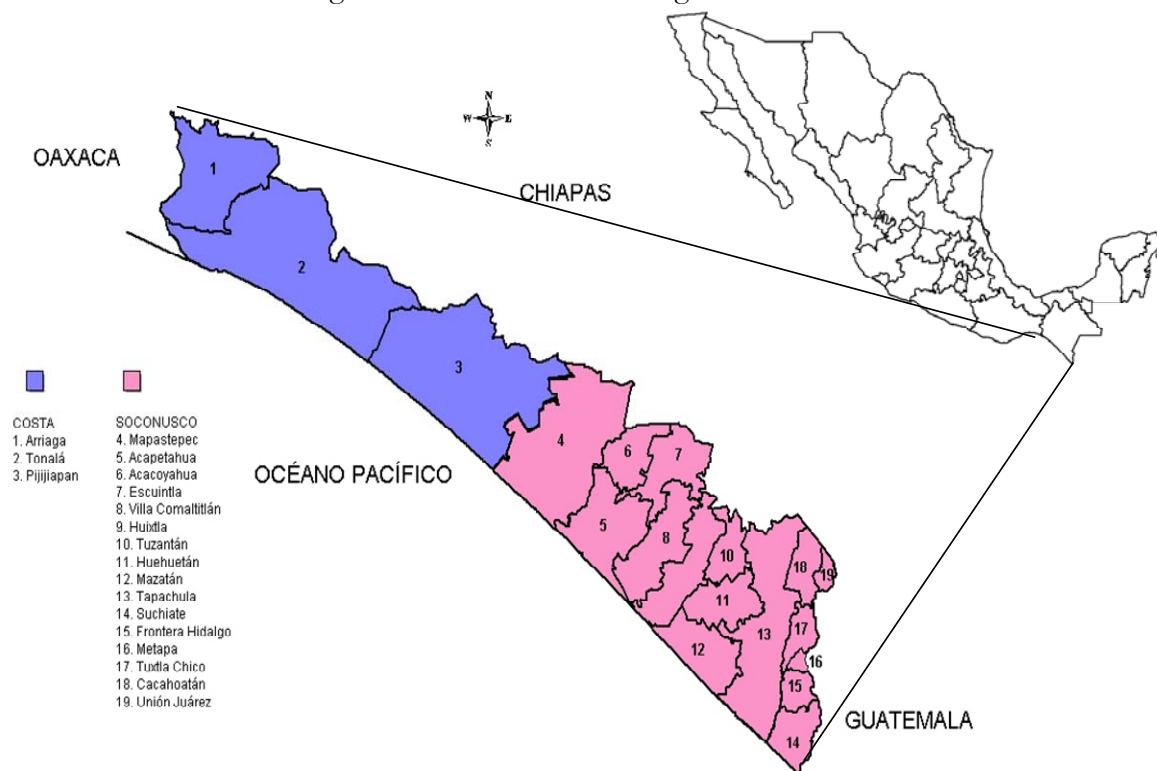 N
W E
S
OAXACA
CHIAPAS
1
2
3
4
5
6
7
8
10
11
12
13
14
15
16
17
18
19
OCÉANO PACÍFICO
GUATEMALA
COSTA
1. Arriaga
2. Tonalá
3. Pijijiapan
SOCONUSCO
4. Mapastepec
5. Acapetahua
6. Acacoyahua
7. Escuintla
8. Villa Comaltitlán
9. Huixtla
10. Tuzantán
11. Huehuetán
12. Mazatán
13. Tapachula
14. Suchiate
15. Frontera Hidalgo
16. Metapa
17. Tuxtla Chico
18. Cacahoatán
19. Unión Juárez